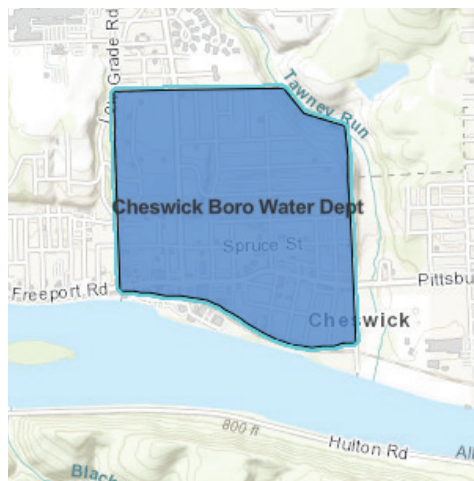 Grade Rd
Tawney Run
Cheswick Boro Water Dept
Spruce St
Freeport Rd
Pittsbu
Cheswick
800 ft
Hulton Rd
All
Black